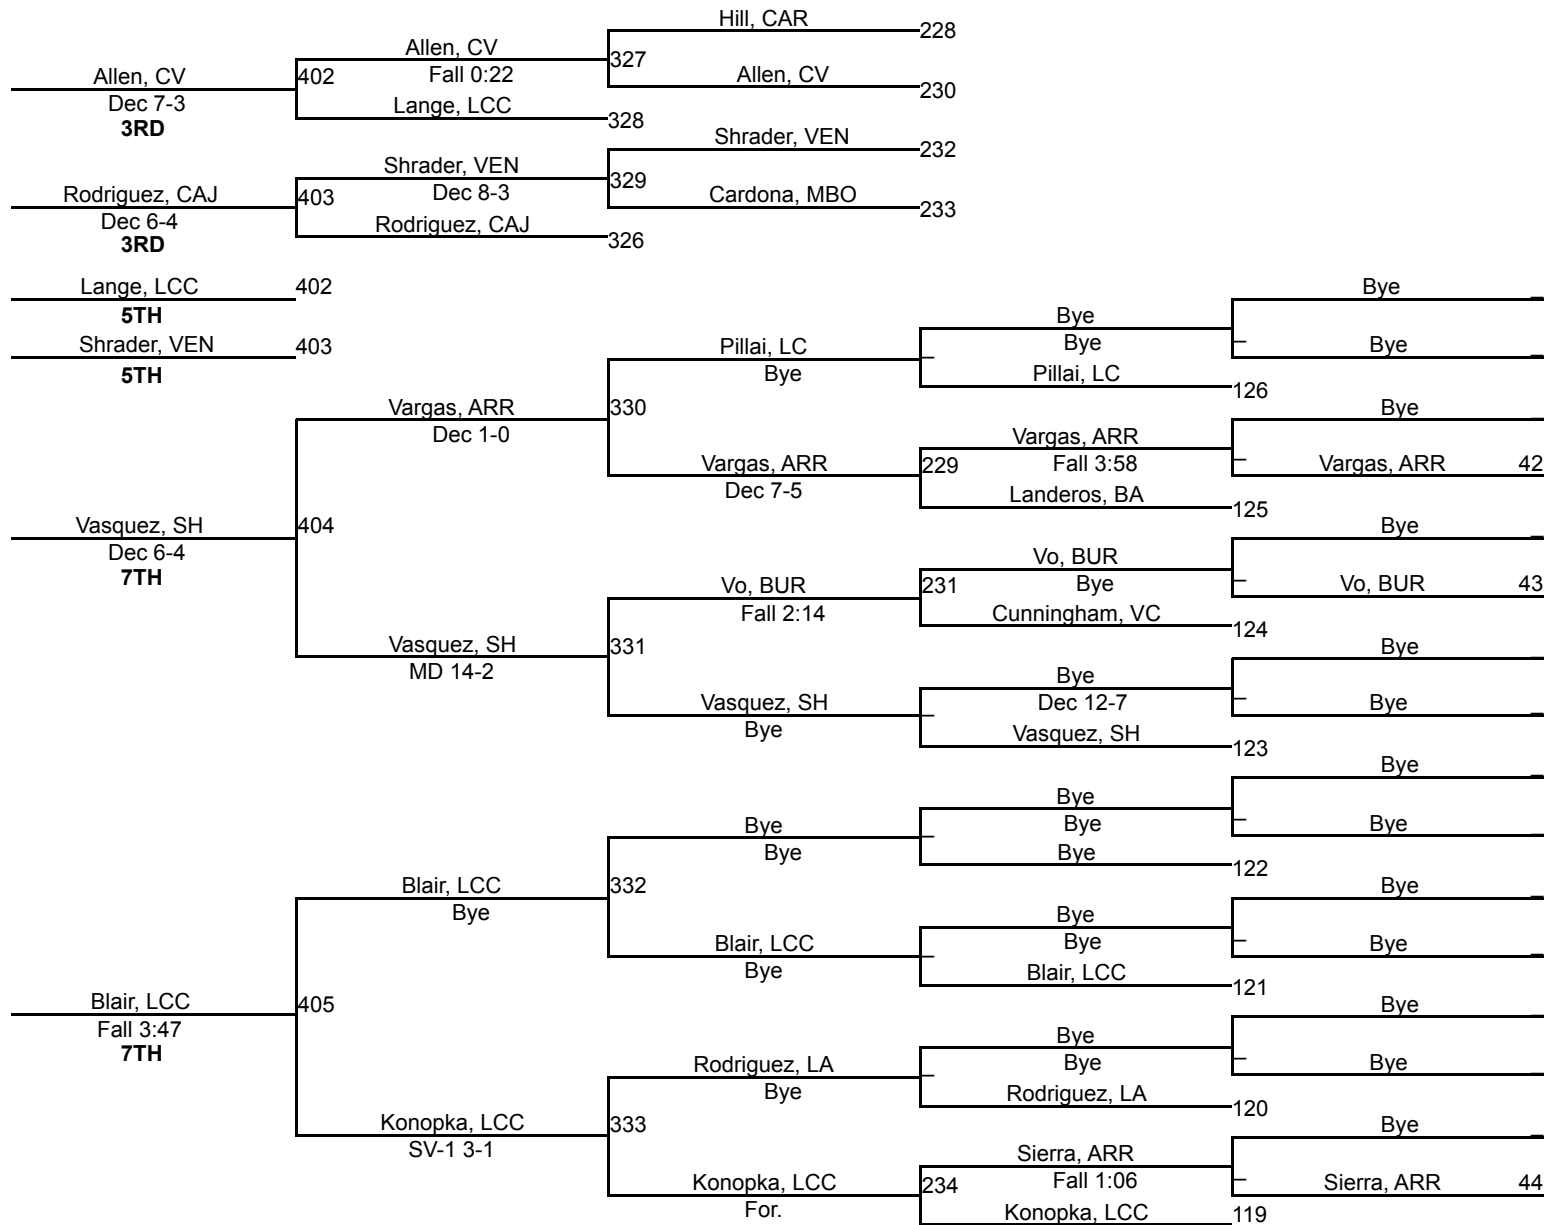 Hill, CAR
228
Allen, CV
327
Allen, CV
402
Fall 0:22
Allen, CV
230
Dec 7-3
Lange, LCC
328
3RD
Shrader, VEN
232
Shrader, VEN
329
Rodriguez, CAJ
403
Dec 8-3
Cardona, MBO
233
Dec 6-4
Rodriguez, CAJ
326
3RD
Lange, LCC
402
Bye
5TH
Bye
Shrader, VEN
403
Pillai, LC
Bye
Bye
5TH
Bye
Pillai, LC
126
Vargas, ARR
330
Bye
Dec 1-0
Vargas, ARR
Vargas, ARR
229
Fall 3:58
Vargas, ARR
42
Dec 7-5
Landeros, BA
125
Vasquez, SH
404
Bye
Dec 6-4
Vo, BUR
7TH
Vo, BUR
231
Bye
Vo, BUR
43
Fall 2:14
Cunningham, VC
124
Vasquez, SH
331
Bye
MD 14-2
Bye
Vasquez, SH
Dec 12-7
Bye
Bye
Vasquez, SH
123
Bye
Bye
Bye
Bye
Bye
Bye
Bye
122
Blair, LCC
332
Bye
Bye
Bye
Blair, LCC
Bye
Bye
Bye
Blair, LCC
121
Blair, LCC
405
Bye
Fall 3:47
Bye
7TH
Rodriguez, LA
Bye
Bye
Bye
Rodriguez, LA
120
Konopka, LCC
333
Bye
SV-1 3-1
Sierra, ARR
Konopka, LCC
234
Fall 1:06
Sierra, ARR
44
For.
Konopka, LCC
119